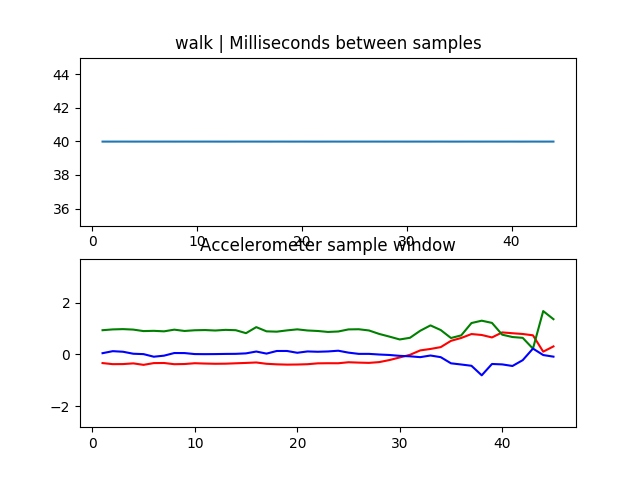 walk | Milliseconds between samples
44
42
40
38
36
0 10 20 30 40
Accelerometer sample window
2
0
−2
0 10 20 30 40